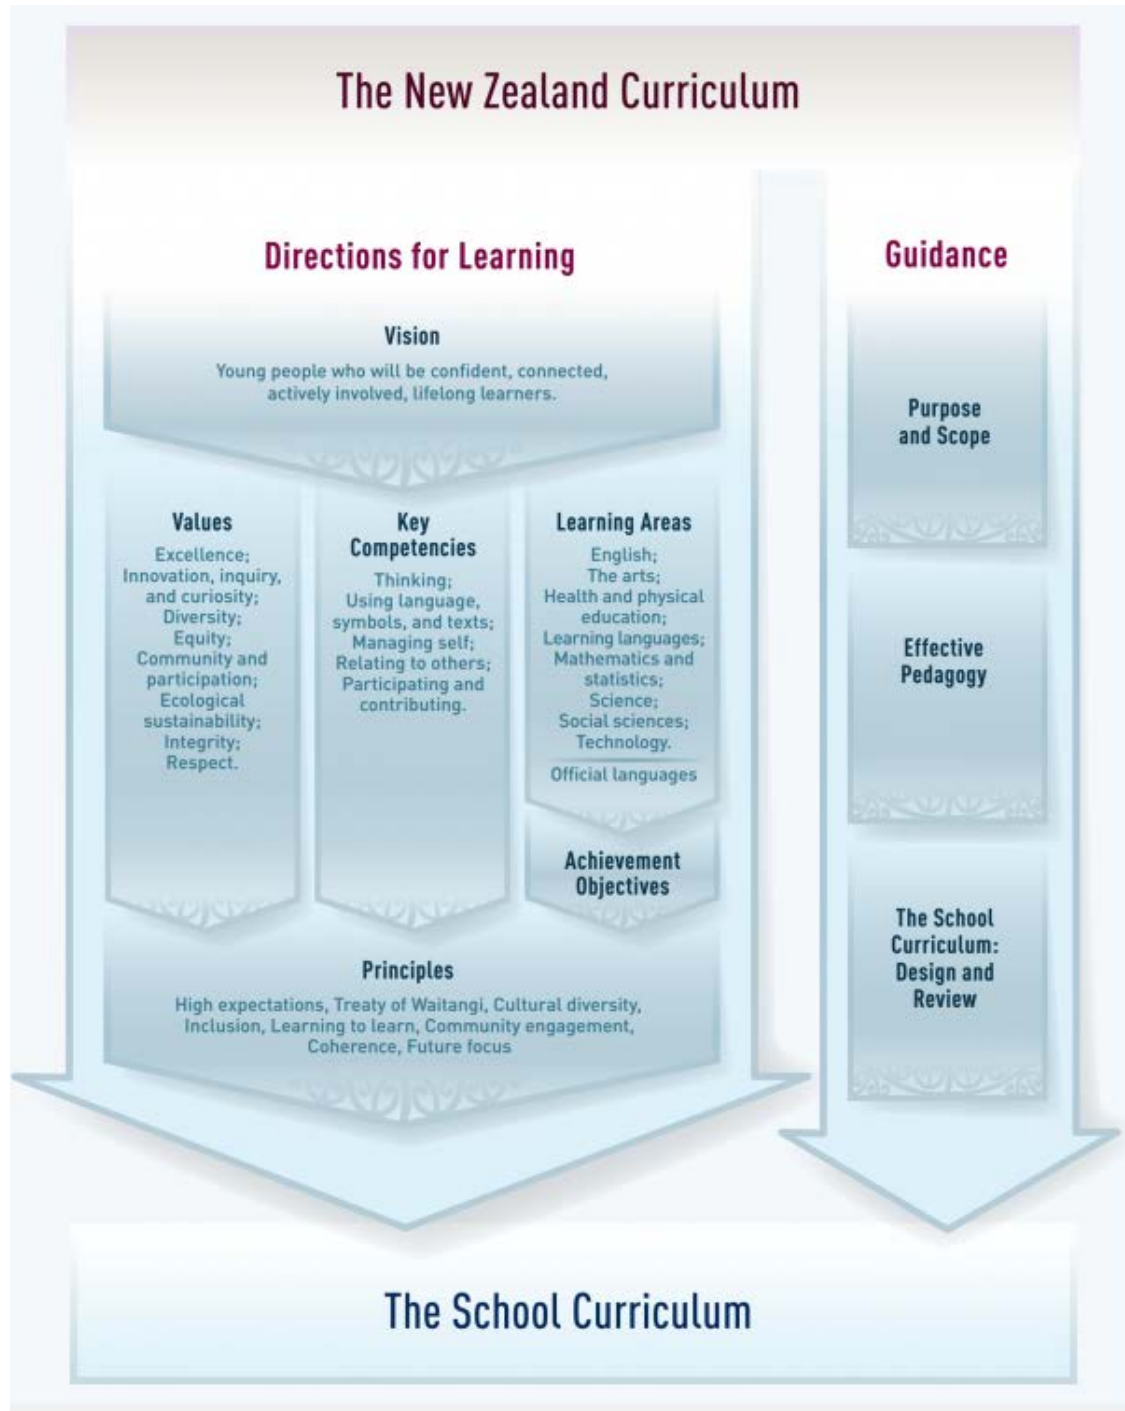 The New Zealand Curriculum
Directions for Learning
Vision
Young people who will be confident, connected,
actively involved, lifelong learners.
Values
Excellence;
Innovation, inquiry,
and curiosity;
Diversity;
Equity;
Community and
participation;
Ecological
sustainability;
Integrity;
Respect.
Key
Competencies
Thinking;
Using language,
symbols, and texts;
Managing self;
Relating to others;
Participating and
contributing.
Learning Areas
English;
The arts;
Health and physical
education;
Learning languages;
Mathematics and
statistics;
Science;
Social sciences;
Technology.
Official languages
Achievement
Objectives
Principles
High expectations, Treaty of Waitangi, Cultural diversity,
Inclusion, Learning to learn, Community engagement,
Coherence, Future focus
Guidance
Purpose
and Scope
Effective
Pedagogy
The School
Curriculum:
Design and
Review
The School Curriculum